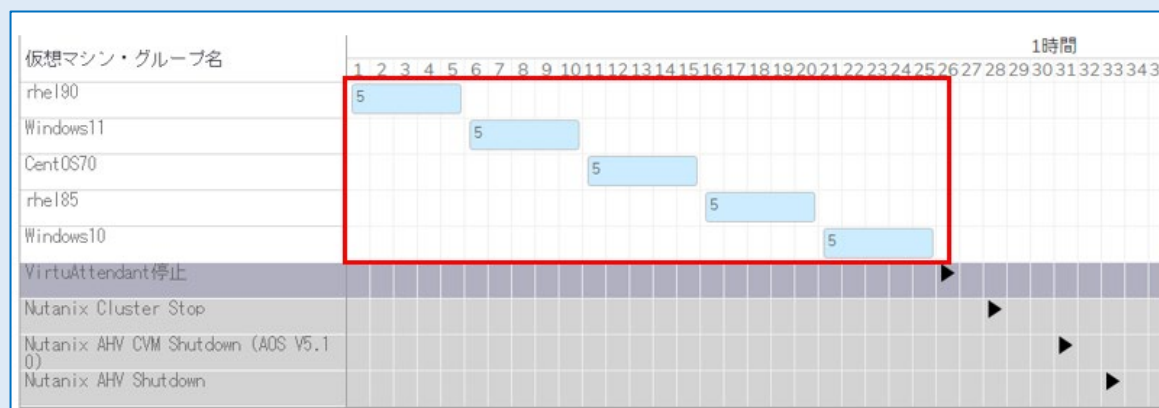 1時間
仮想マシン・グループ名
1 2 3 4 5 6 7 8 9 10 11 12 13 14 15 16 17 18 19 20 21 22 23 24 25 26 27 28 29 30 31 32 33 34 3
rhel90
5
Windows11
5
CentOS70
5
rhel85
5
Windows10
5
VirtuAttendant停止
Nutanix Cluster Stop
Nutanix AHV CVM Shutdown (AOS V5.1
0)
Nutanix AHV Shutdown